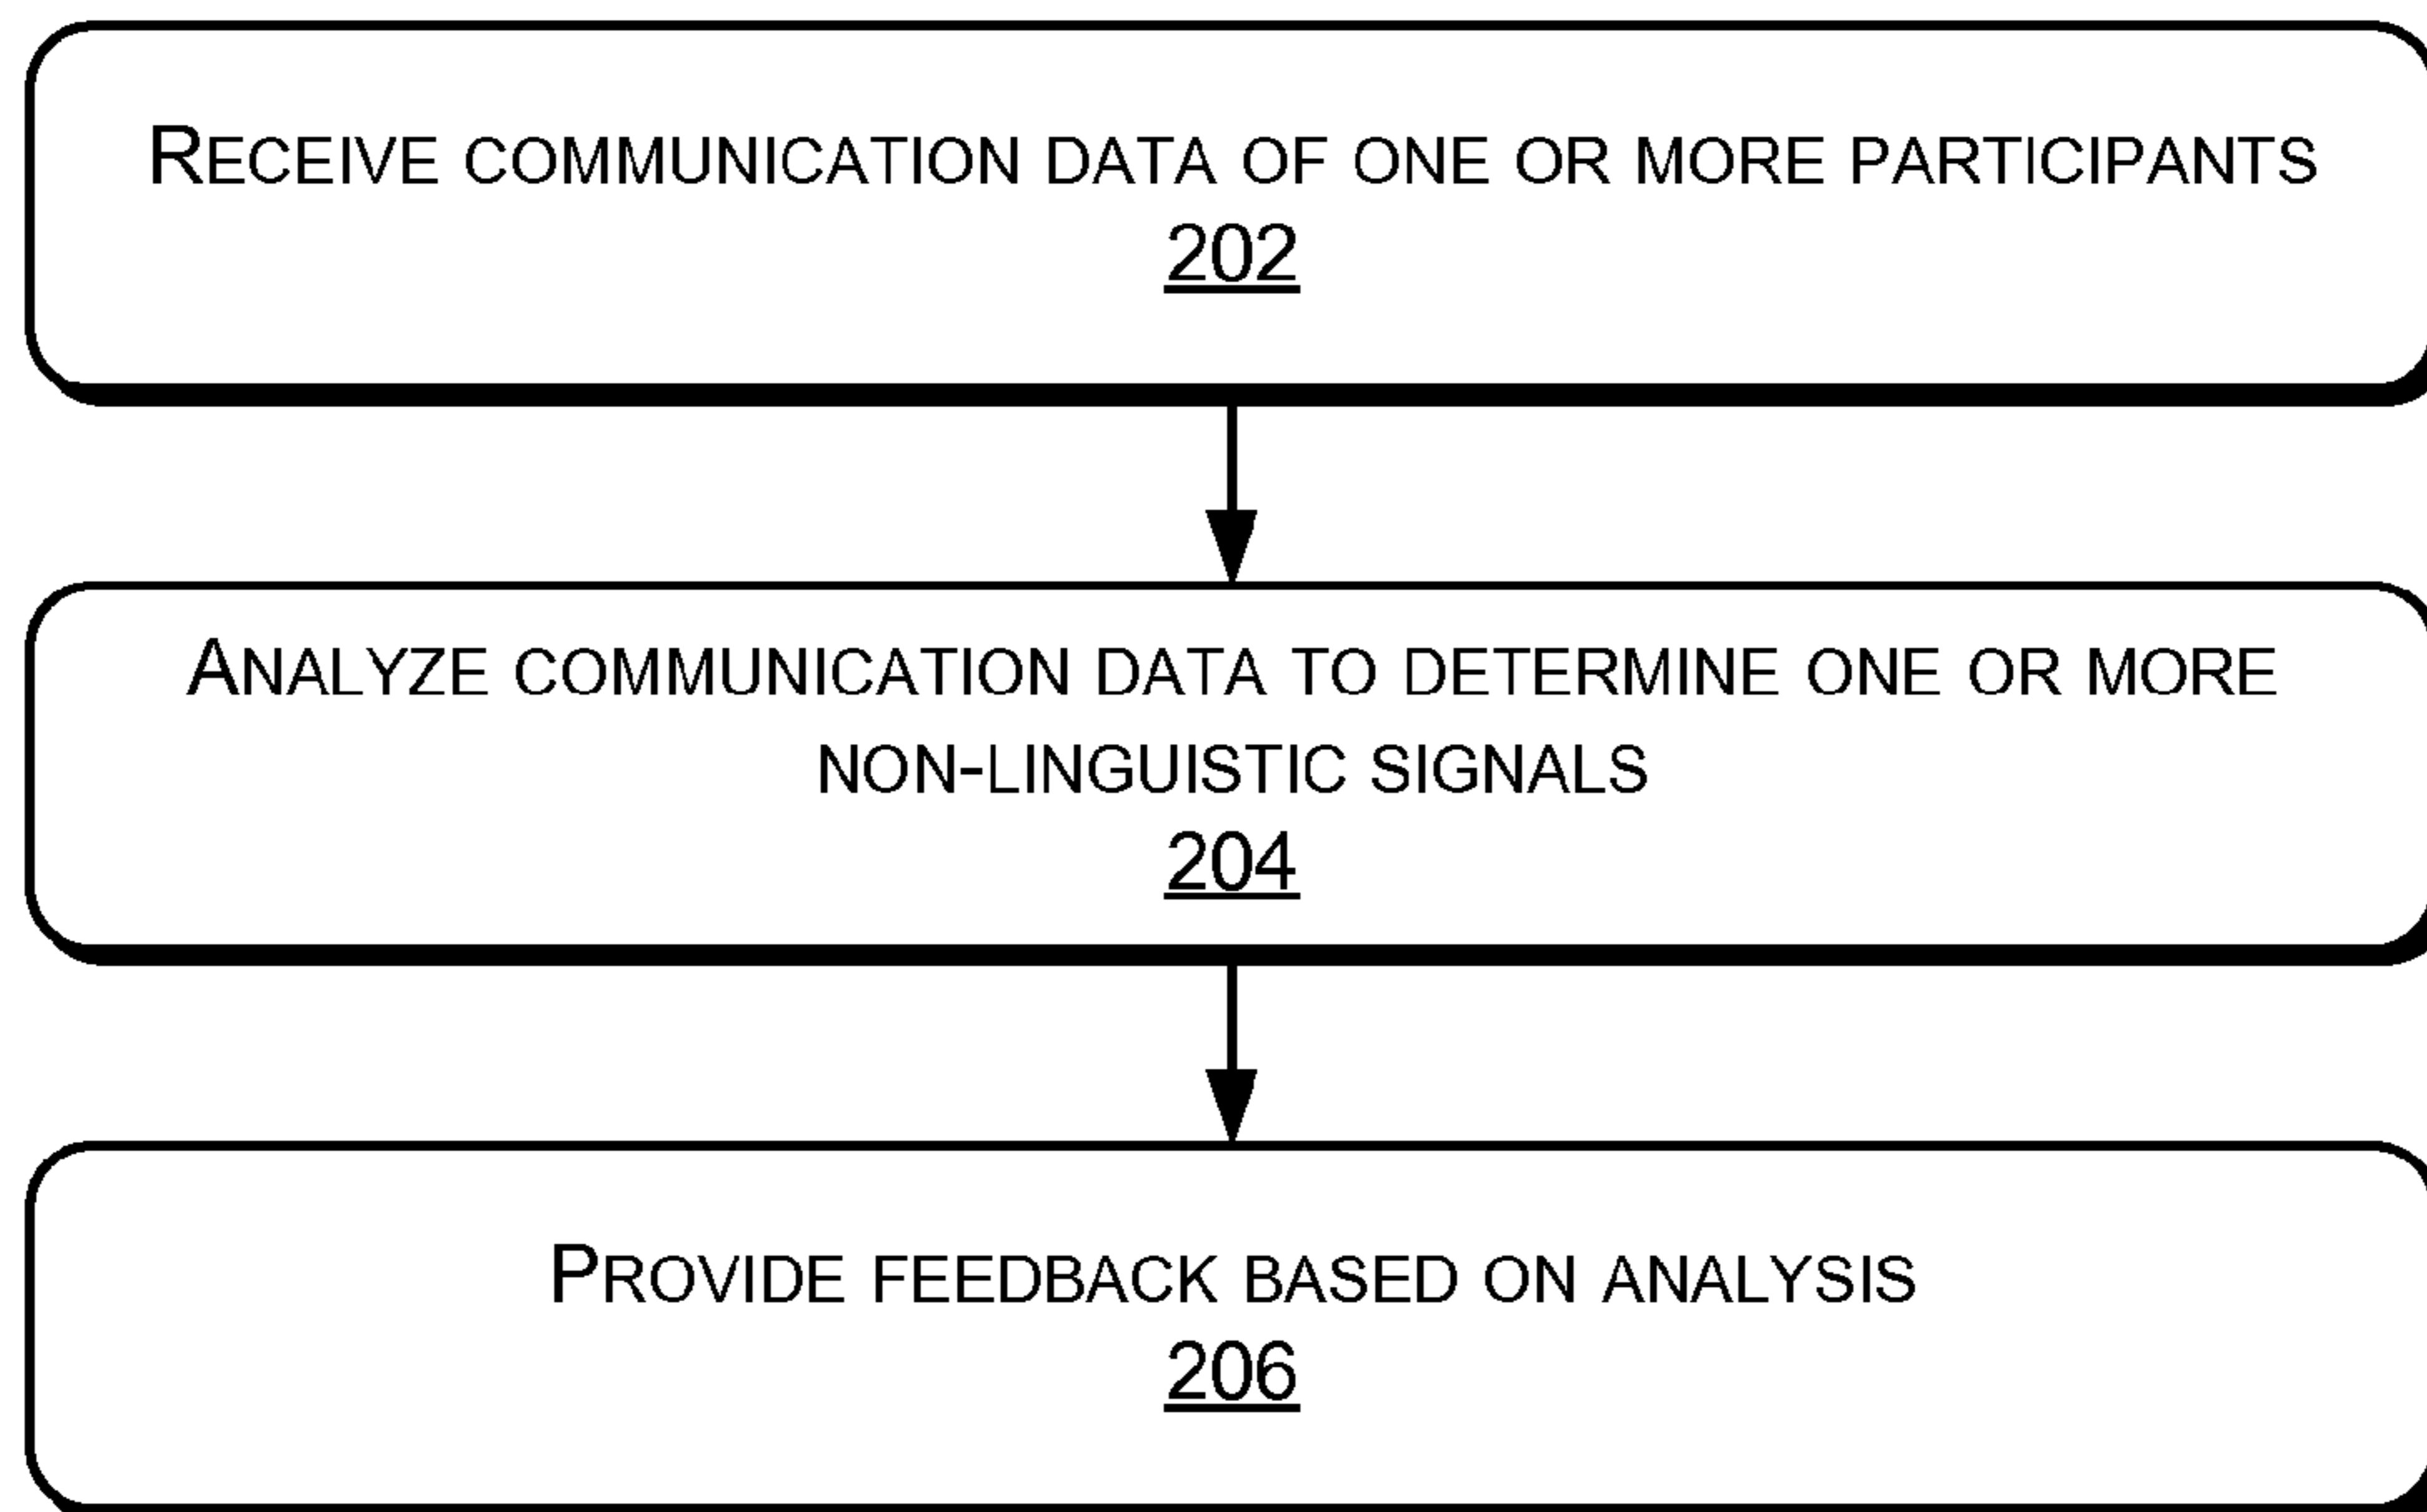 RECEIVE COMMUNICATION DATA OF ONE OR MORE PARTICIPANTS
202
ANALYZE COMMUNICATION DATA TO DETERMINE ONE OR MORE
NON-LINGUISTIC SIGNALS
204
PROVIDE FEEDBACK BASED ON ANALYSIS
206